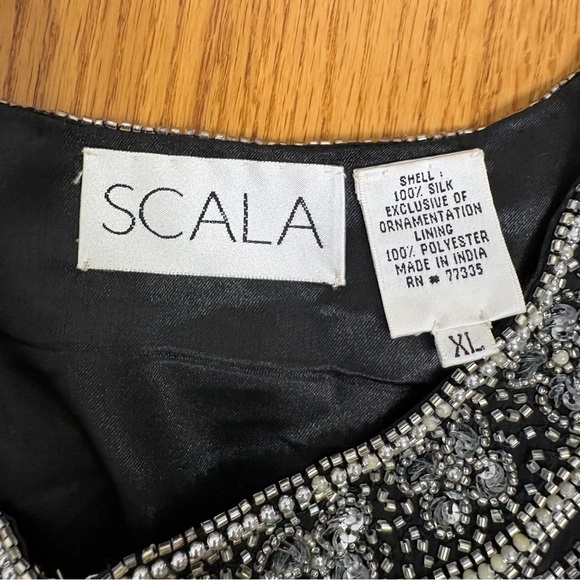 SCALA
SHELL :
100% SILK
EXCLUSIVE OF
ORNAMENTATION
LINING
100% POLYESTER
MADE IN INDIA
RN # 77335
XL